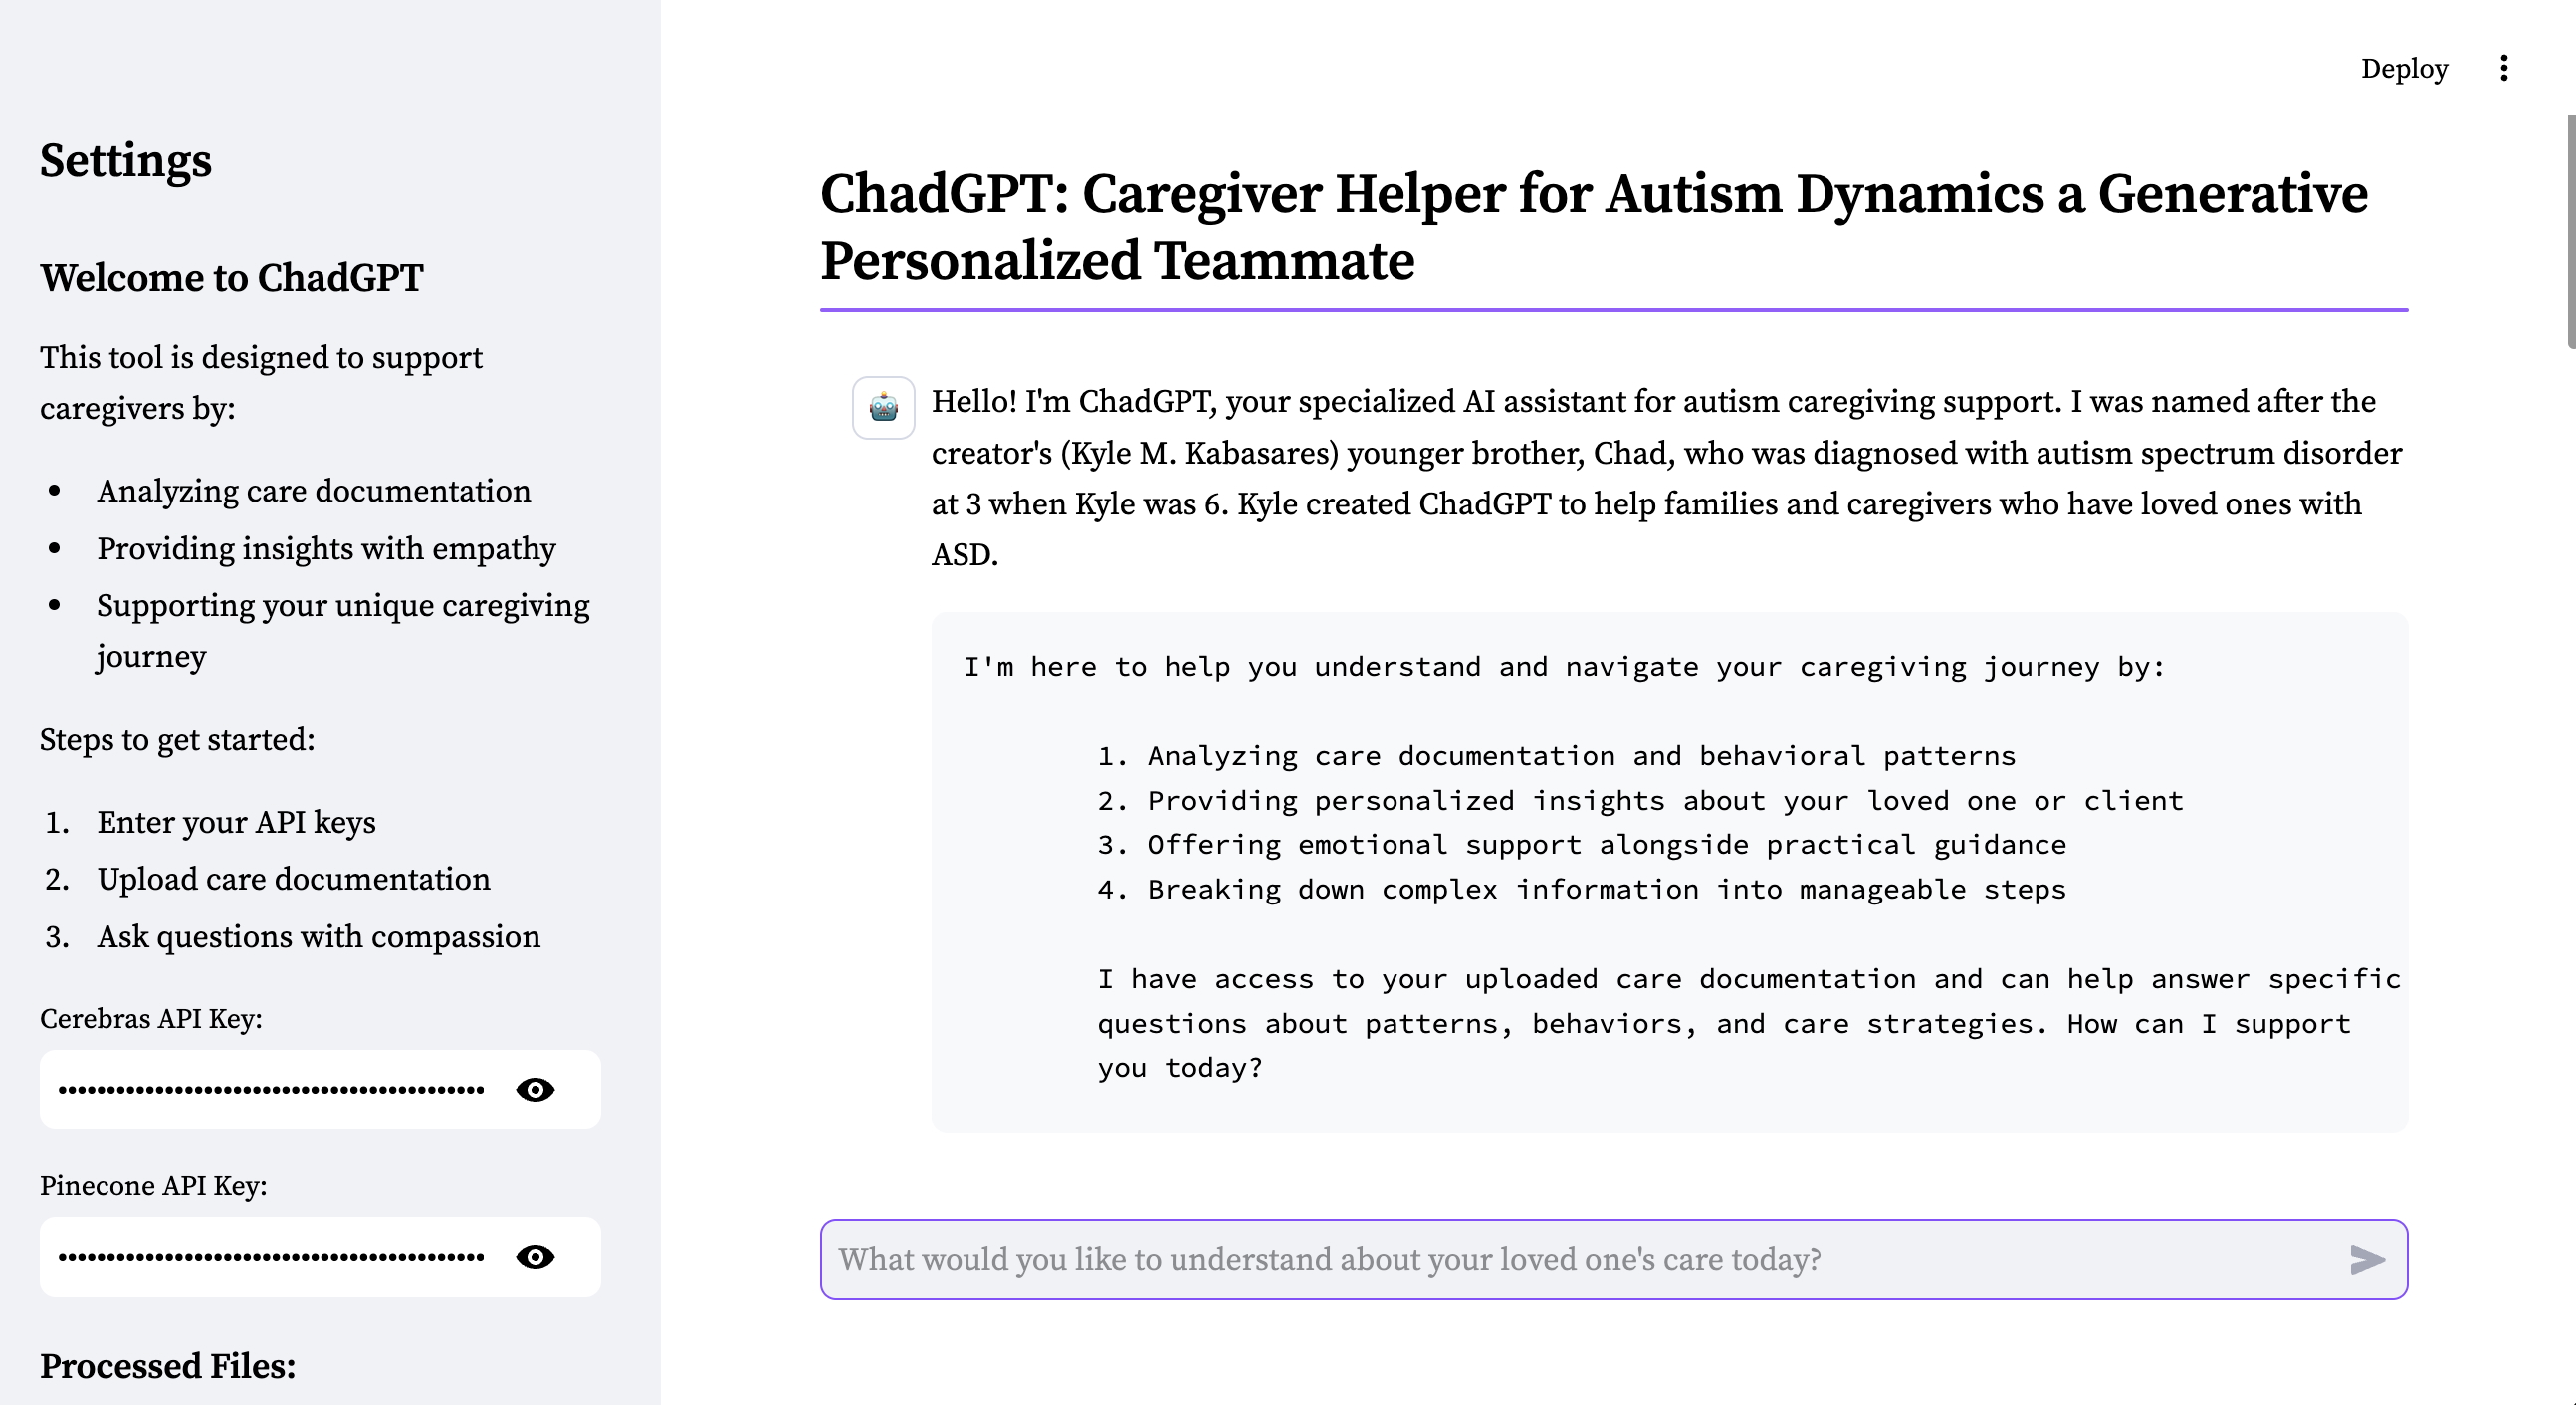 Deploy
Settings
Welcome to ChadGPT
This tool is designed to support
caregivers by:
• Analyzing care documentation
• Providing insights with empathy
• Supporting your unique caregiving
journey
Steps to get started:
1. Enter your API keys
2. Upload care documentation
3. Ask questions with compassion
Cerebras API Key:
••••••••••••••••••••••••••••••••••••••••••••
Pinecone API Key:
••••••••••••••••••••••••••••••••••••••••••••
Processed Files:
ChadGPT: Caregiver Helper for Autism Dynamics a Generative
Personalized Teammate
Hello! I'm ChadGPT, your specialized AI assistant for autism caregiving support. I was named after the
creator's (Kyle M. Kabasares) younger brother, Chad, who was diagnosed with autism spectrum disorder
at 3 when Kyle was 6. Kyle created ChadGPT to help families and caregivers who have loved ones with
ASD.
I'm here to help you understand and navigate your caregiving journey by:
1. Analyzing care documentation and behavioral patterns
2. Providing personalized insights about your loved one or client
3. Offering emotional support alongside practical guidance
4. Breaking down complex information into manageable steps
I have access to your uploaded care documentation and can help answer specific
questions about patterns, behaviors, and care strategies. How can I support
you today?
What would you like to understand about your loved one's care today?